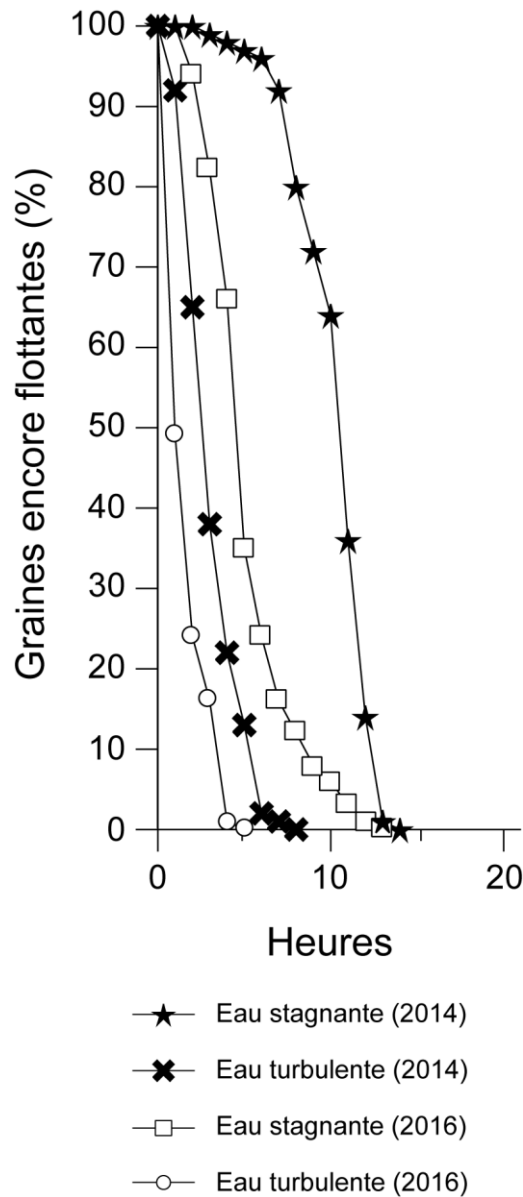 100
90
80
70
60
50
40
30
20
10
0
Graines encore flottantes (%)
0 10 20
Heures
Eau stagnante (2014)
Eau turbulente (2014)
Eau stagnante (2016)
Eau turbulente (2016)